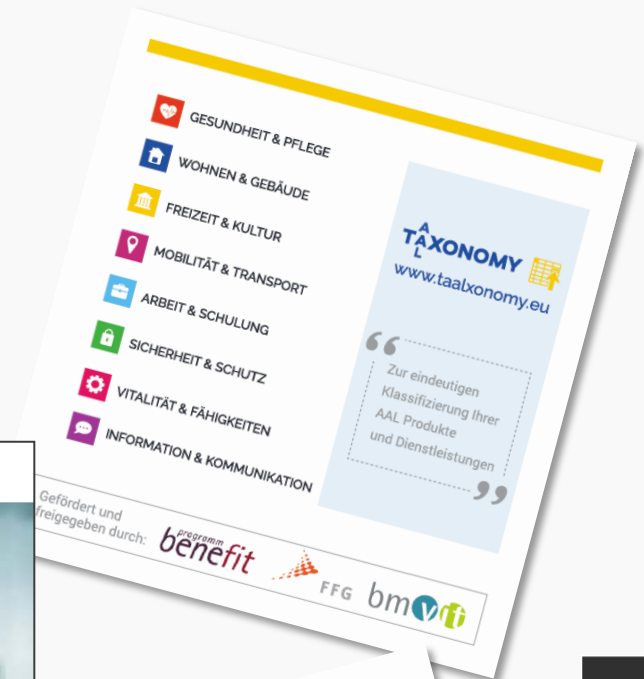 GESUNDHEIT & PFLEGE
WOHNEN & GEBÄUDE
FREIZEIT & KULTUR
MOBILITÄT & TRANSPORT
ARBEIT & SCHULUNG
SICHERHEIT & SCHUTZ
VITALITÄT & FÄHIGKEITEN
INFORMATION & KOMMUNIKATION
TAALXONOMY
www.taalxonomy.eu
“
Zur eindeutigen
Klassifizierung Ihrer
AAL Produkte
und Dienstleistungen
”
Gefördert und
freigegeben durch:
programm
benefit
FFG
bmvit